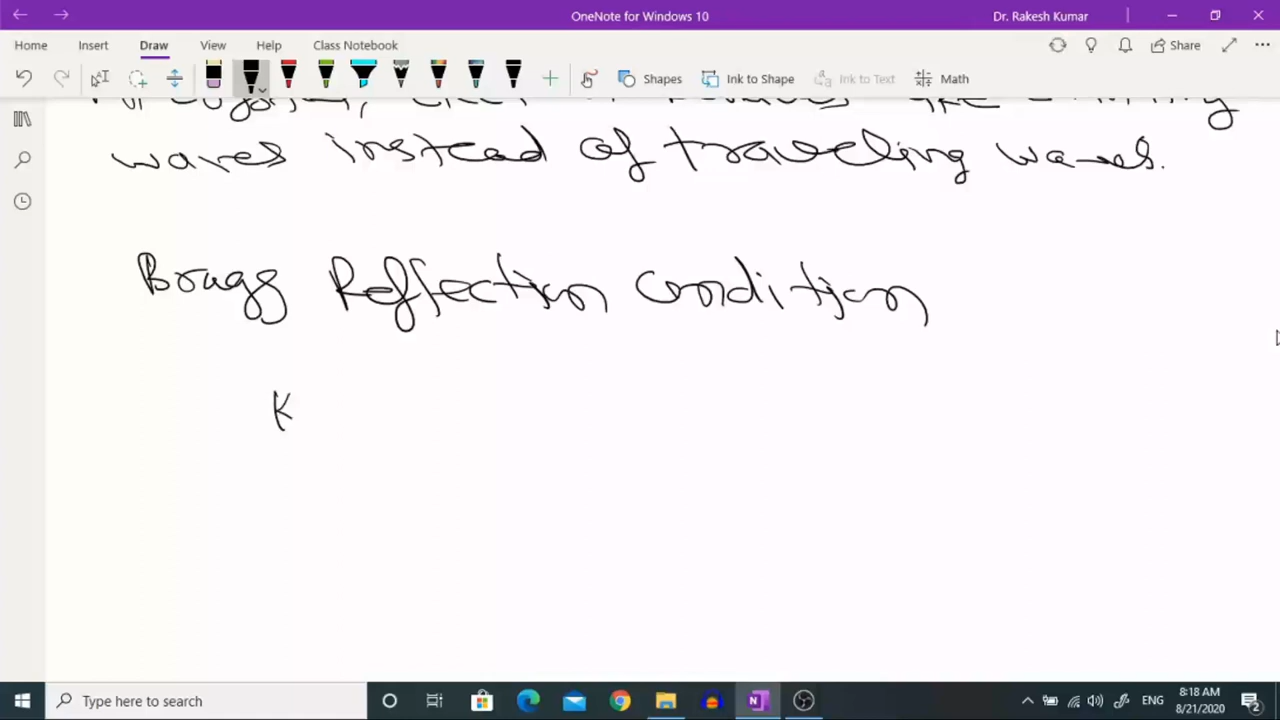 OneNote for Windows 10
Dr. Rakesh Kumar
Home Insert Draw View Help Class Notebook Share
Shapes Ink to Shape Ink to Text Math
waves instead of traveling waves.
Bragg Reflection Condition
K
Type here to search
ENG
8:18 AM
8/21/2020
2